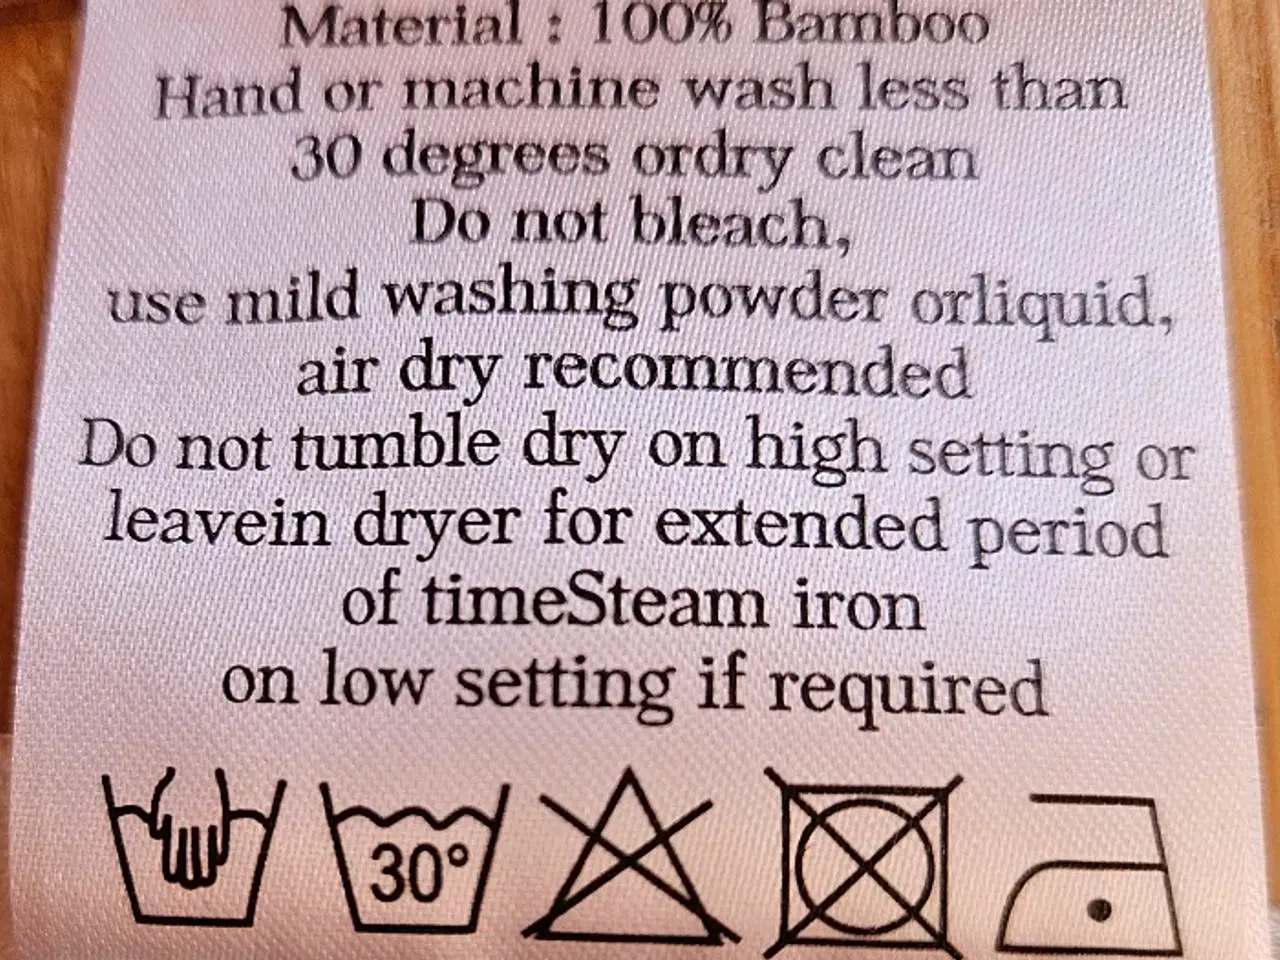 Material : 100% Bamboo
Hand or machine wash less than
30 degrees ordry clean
Do not bleach,
use mild washing powder orliquid,
air dry recommended
Do not tumble dry on high setting or
leavein dryer for extended period
of timeSteam iron
on low setting if required
30°